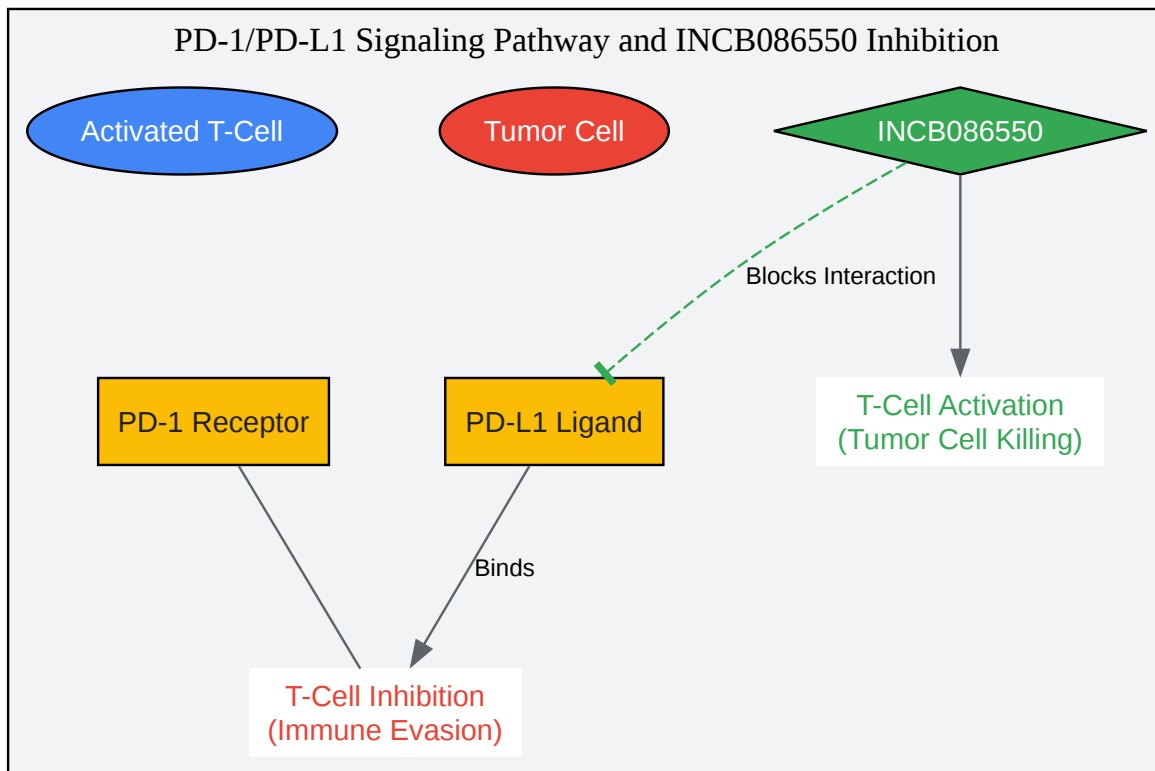 PD-1/PD-L1 Signaling Pathway and INCB086550 Inhibition
Activated T-Cell
Tumor Cell
INCB086550
Blocks Interaction
PD-1 Receptor
PD-L1 Ligand
T-Cell Activation
(Tumor Cell Killing)
Binds
T-Cell Inhibition
(Immune Evasion)